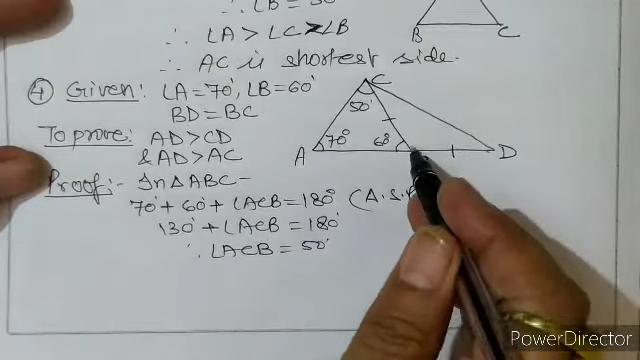 ∴ ∠B = 50°
∴ ∠A > ∠C > ∠B
∴ AC is shortest side.
B C
④ Given: ∠A = 70°, ∠B = 60°
BD = BC
To prove: AD > CD
& AD > AC
Proof:- In △ABC-
70° + 60° + ∠ACB = 180° (A.S.P
130° + ∠ACB = 180°
∴ ∠ACB = 50°
C
50°
A 70° 60° D
PowerDirector